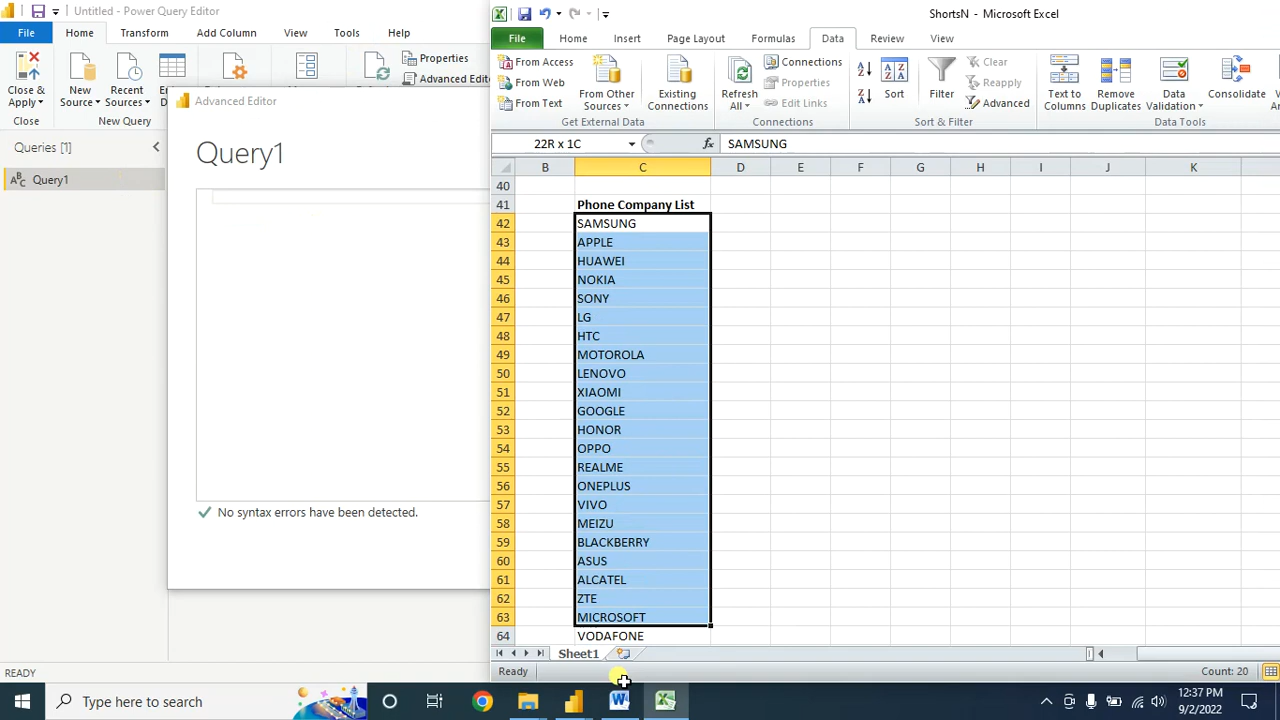 Untitled - Power Query Editor
File Home Transform Add Column View Tools Help
Close & Apply
New Source
Recent Sources
Properties
Advanced Edit
Close
New Query
Queries [1]
Query1
Advanced Editor
Query1
No syntax errors have been detected.
READY
ShortsN - Microsoft Excel
File Home Insert Page Layout Formulas Data Review View
From Access
From Web
From Text
From Other Sources
Existing Connections
Refresh All
Connections
Properties
Edit Links
Sort
Filter
Clear
Reapply
Advanced
Text to Columns
Remove Duplicates
Data Validation
Consolidate
Get External Data
Connections
Sort & Filter
Data Tools
22R x 1C
fx
SAMSUNG
B C D E F G H I J K
40
41 Phone Company List
42 SAMSUNG
43 APPLE
44 HUAWEI
45 NOKIA
46 SONY
47 LG
48 HTC
49 MOTOROLA
50 LENOVO
51 XIAOMI
52 GOOGLE
53 HONOR
54 OPPO
55 REALME
56 ONEPLUS
57 VIVO
58 MEIZU
59 BLACKBERRY
60 ASUS
61 ALCATEL
62 ZTE
63 MICROSOFT
64 VODAFONE
Sheet1
Ready
Count: 20
Type here to search
12:37 PM
9/2/2022